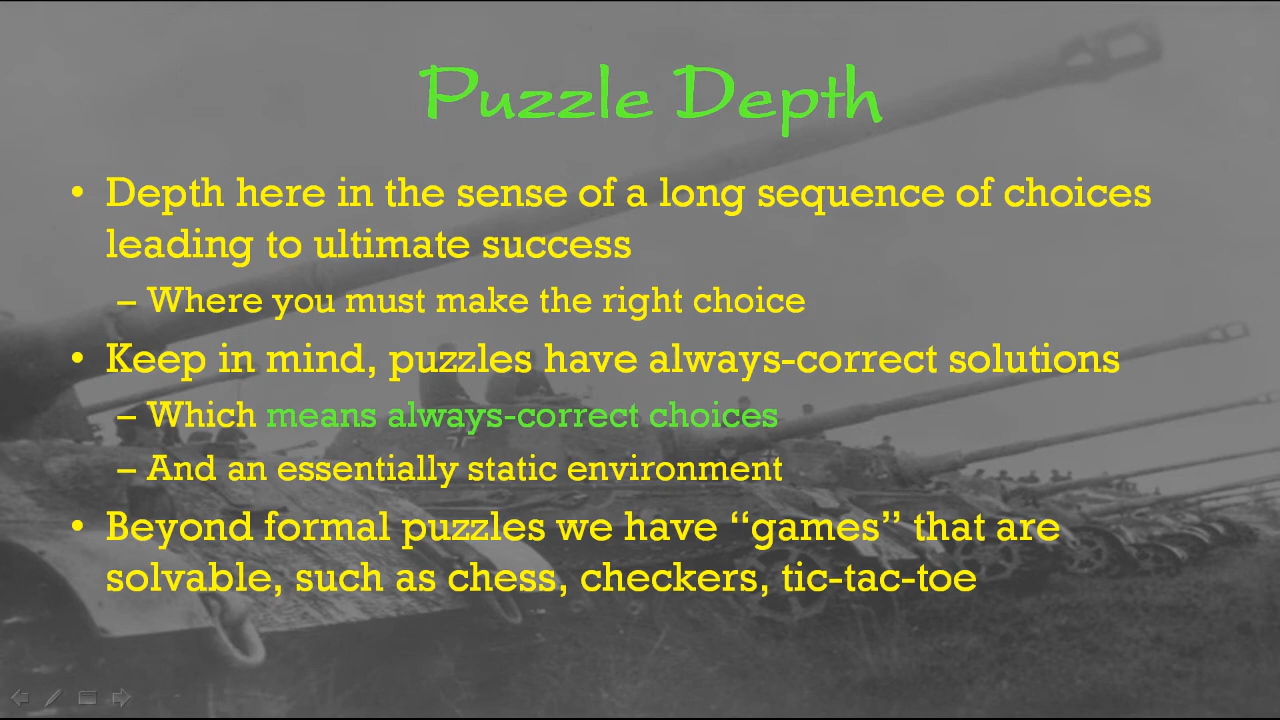 Puzzle Depth
• Depth here in the sense of a long sequence of choices
leading to ultimate success
– Where you must make the right choice
• Keep in mind, puzzles have always-correct solutions
– Which means always-correct choices
– And an essentially static environment
• Beyond formal puzzles we have “games” that are
solvable, such as chess, checkers, tic-tac-toe